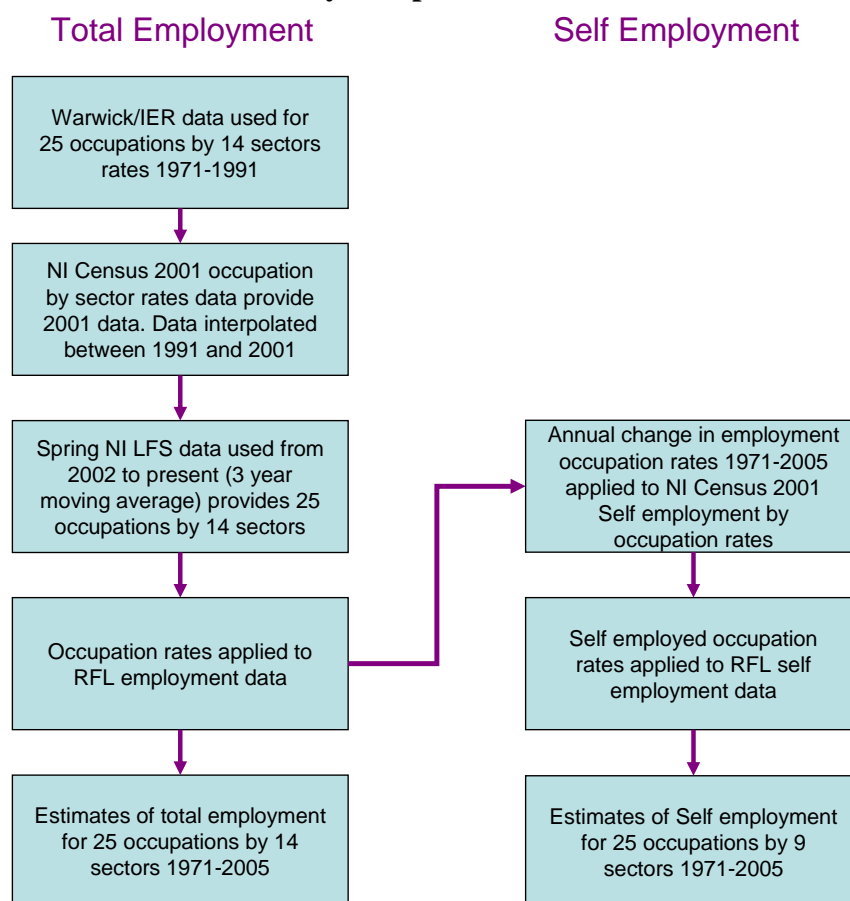 Total Employment
Self Employment
Warwick/IER data used for
25 occupations by 14 sectors
rates 1971-1991
NI Census 2001 occupation
by sector rates data provide
2001 data. Data interpolated
between 1991 and 2001
Spring NI LFS data used from
2002 to present (3 year
moving average) provides 25
occupations by 14 sectors
Occupation rates applied to
RFL employment data
Estimates of total employment
for 25 occupations by 14
sectors 1971-2005
Annual change in employment
occupation rates 1971-2005
applied to NI Census 2001
Self employment by
occupation rates
Self employed occupation
rates applied to RFL self
employment data
Estimates of Self employment
for 25 occupations by 9
sectors 1971-2005